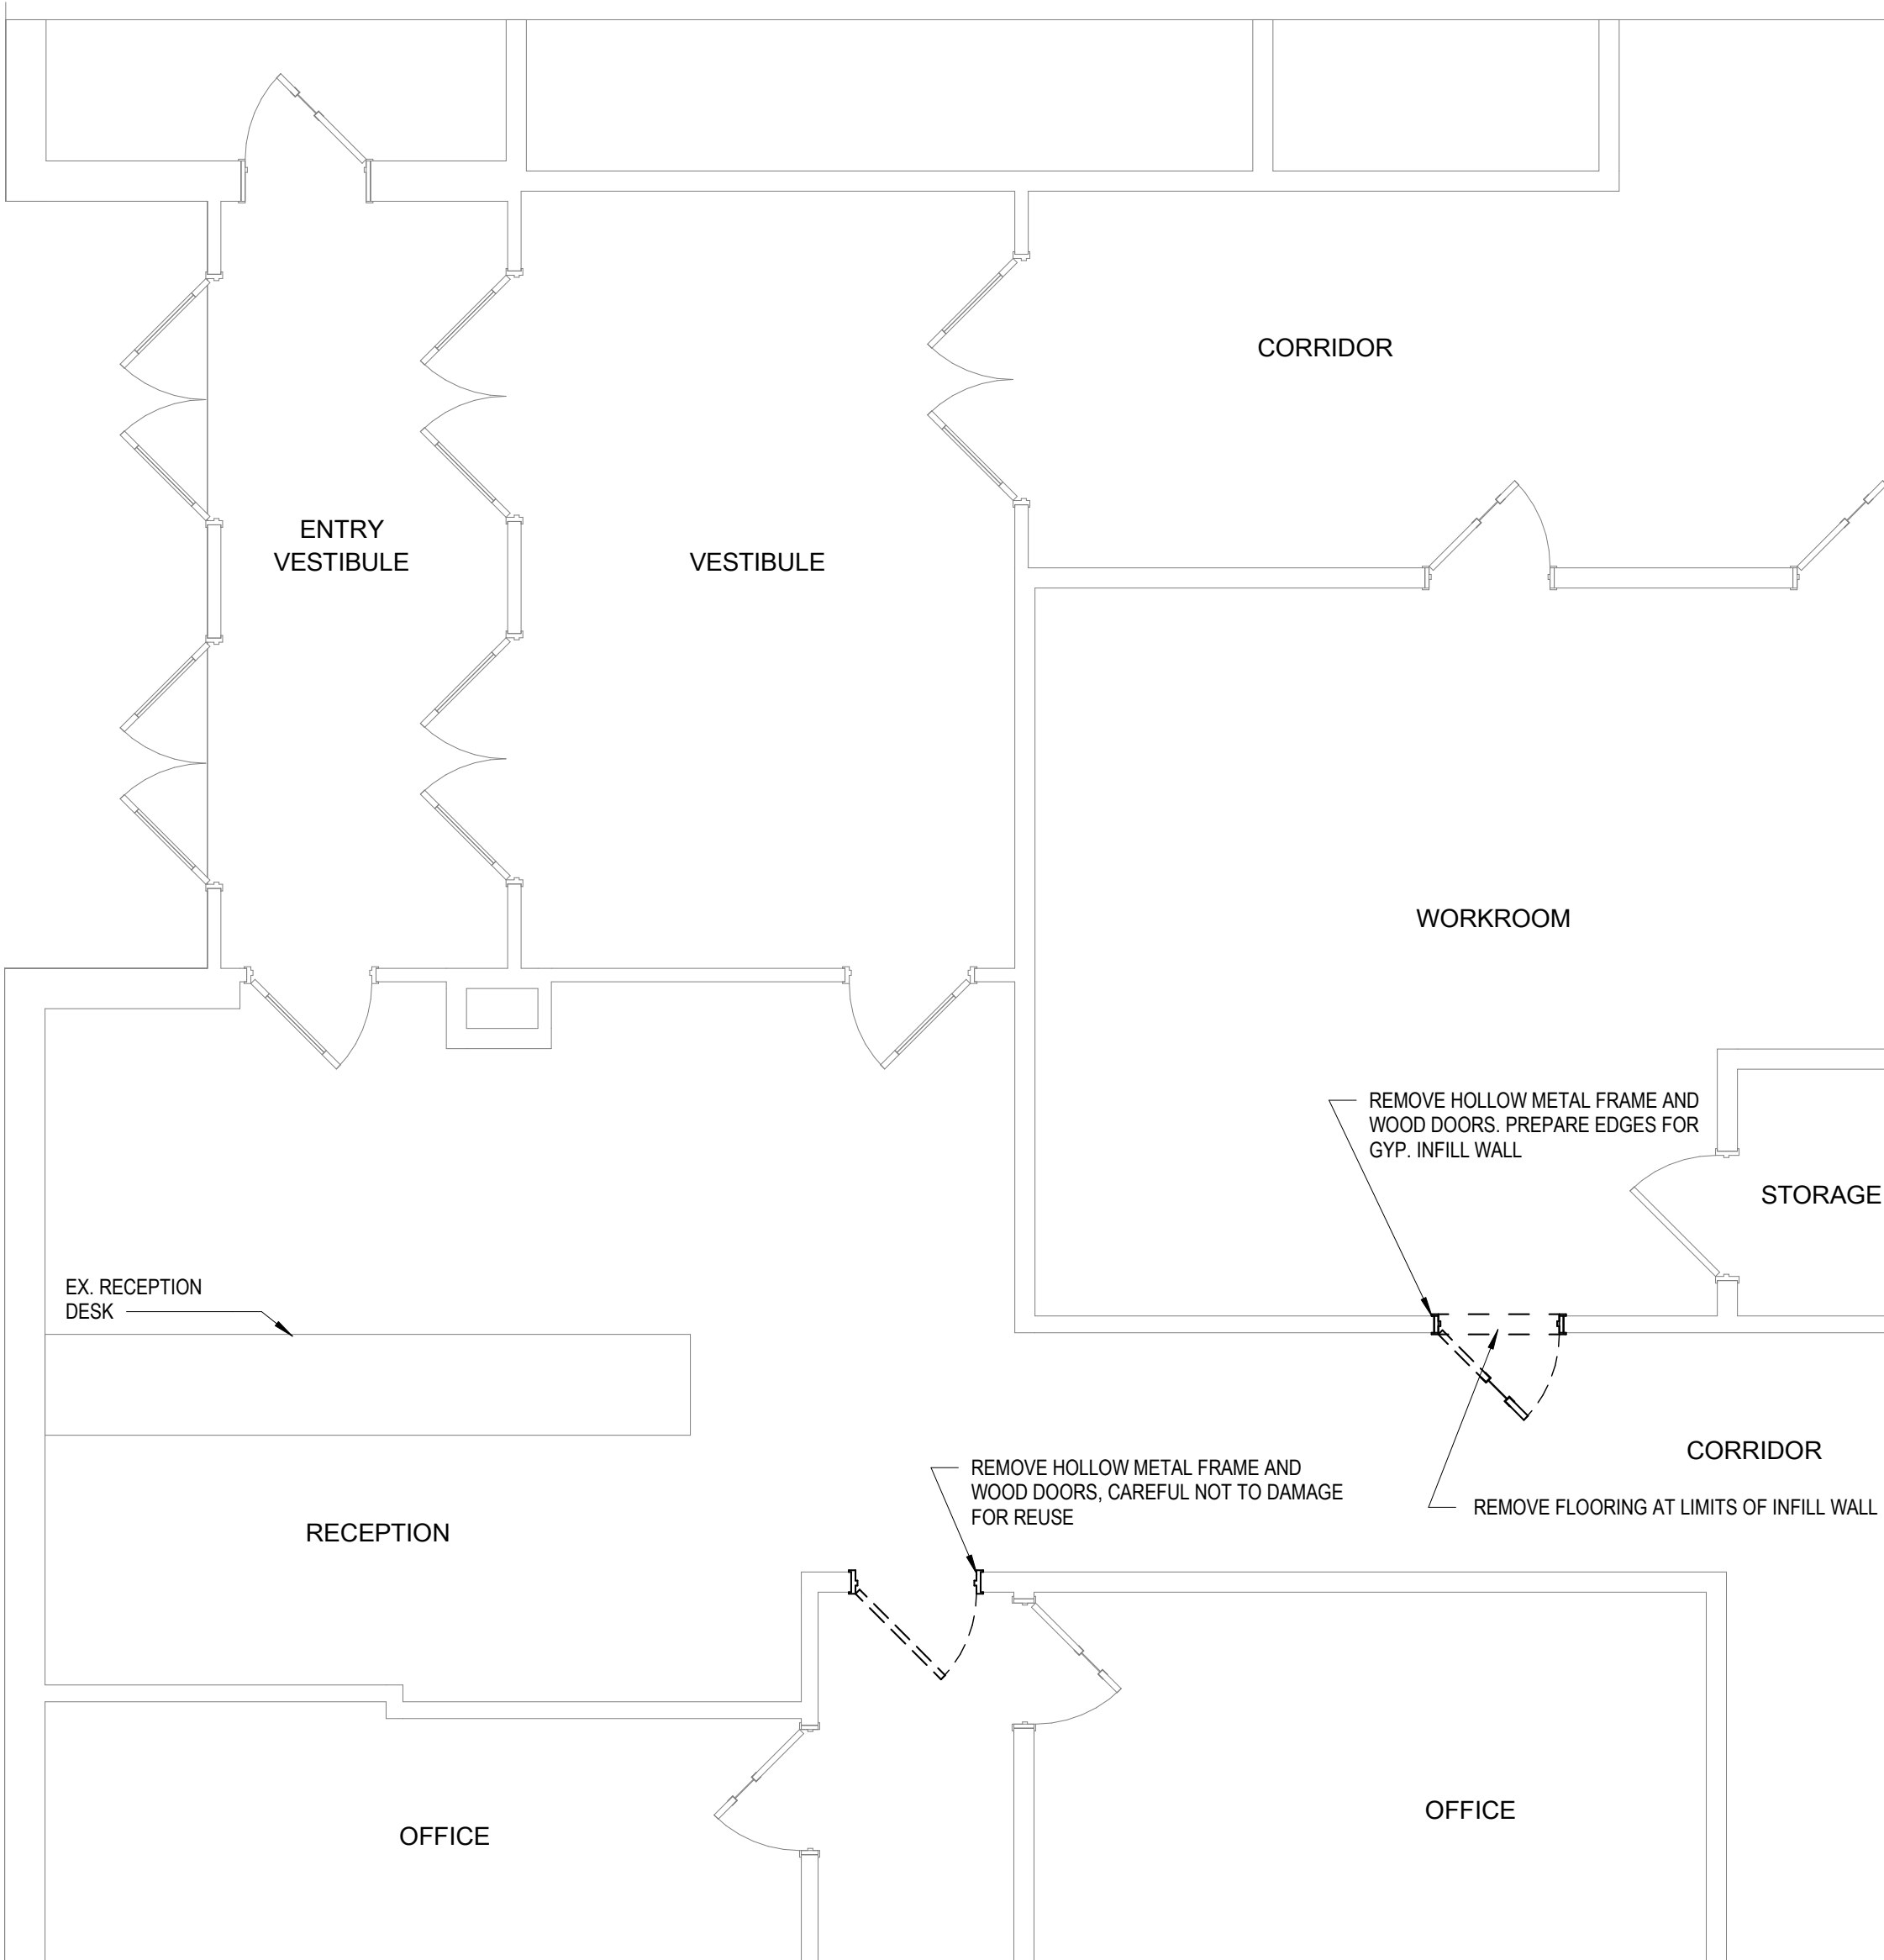 CORRIDOR
ENTRY
VESTIBULE
VESTIBULE
WORKROOM
REMOVE HOLLOW METAL FRAME AND
WOOD DOORS. PREPARE EDGES FOR
GYP. INFILL WALL
STORAGE
EX. RECEPTION
DESK
CORRIDOR
REMOVE HOLLOW METAL FRAME AND
WOOD DOORS, CAREFUL NOT TO DAMAGE
FOR REUSE
REMOVE FLOORING AT LIMITS OF INFILL WALL
RECEPTION
OFFICE
OFFICE